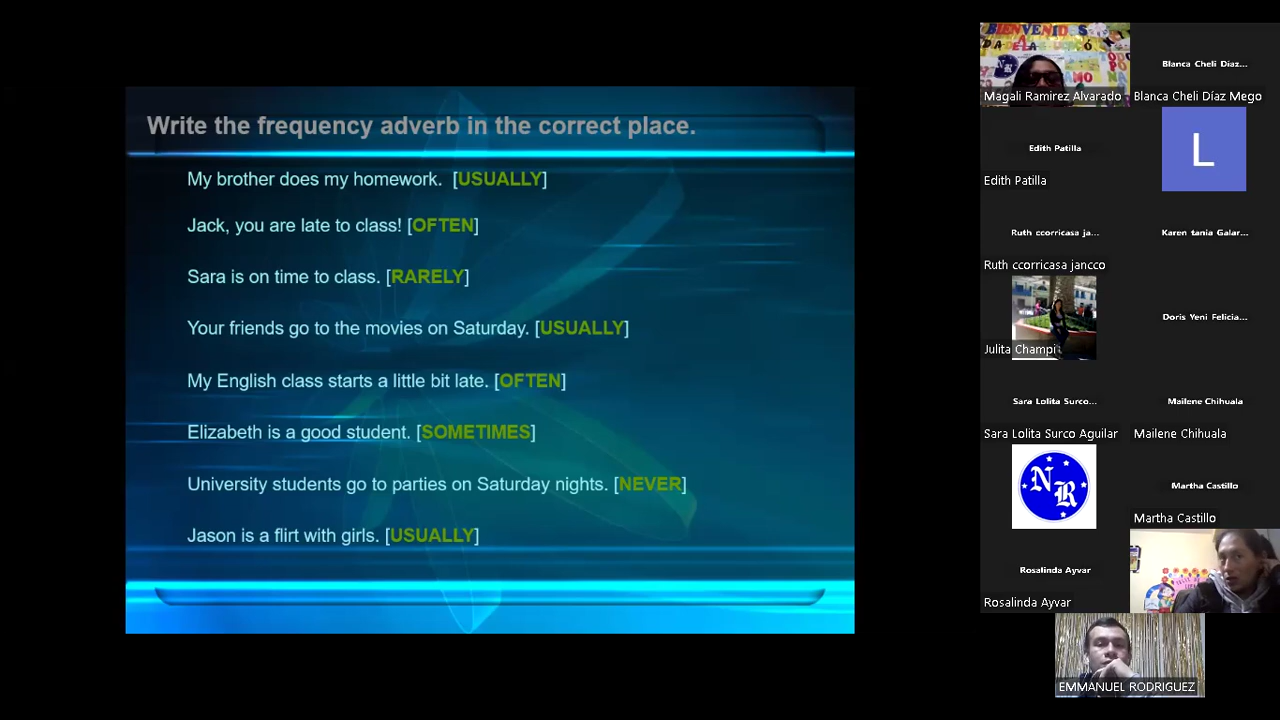 Write the frequency adverb in the correct place.
My brother does my homework. [USUALLY]
Jack, you are late to class! [OFTEN]
Sara is on time to class. [RARELY]
Your friends go to the movies on Saturday. [USUALLY]
My English class starts a little bit late. [OFTEN]
Elizabeth is a good student. [SOMETIMES]
University students go to parties on Saturday nights. [NEVER]
Jason is a flirt with girls. [USUALLY]
BIENVENID S
Magali Ramirez Alvarado
Blanca Cheli Díaz...
Blanca Cheli Díaz Mego
Edith Patilla
Edith Patilla
L
Ruth ccorricasa ja...
Ruth ccorricasa jancco
Karen tania Galar...
Julita Champi
Doris Yeni Felicia...
Sara Lolita Surco...
Sara Lolita Surco Aguilar
Mailene Chihuala
Mailene Chihuala
N R
Martha Castillo
Martha Castillo
Rosalinda Ayvar
Rosalinda Ayvar
EMMANUEL RODRIGUEZ